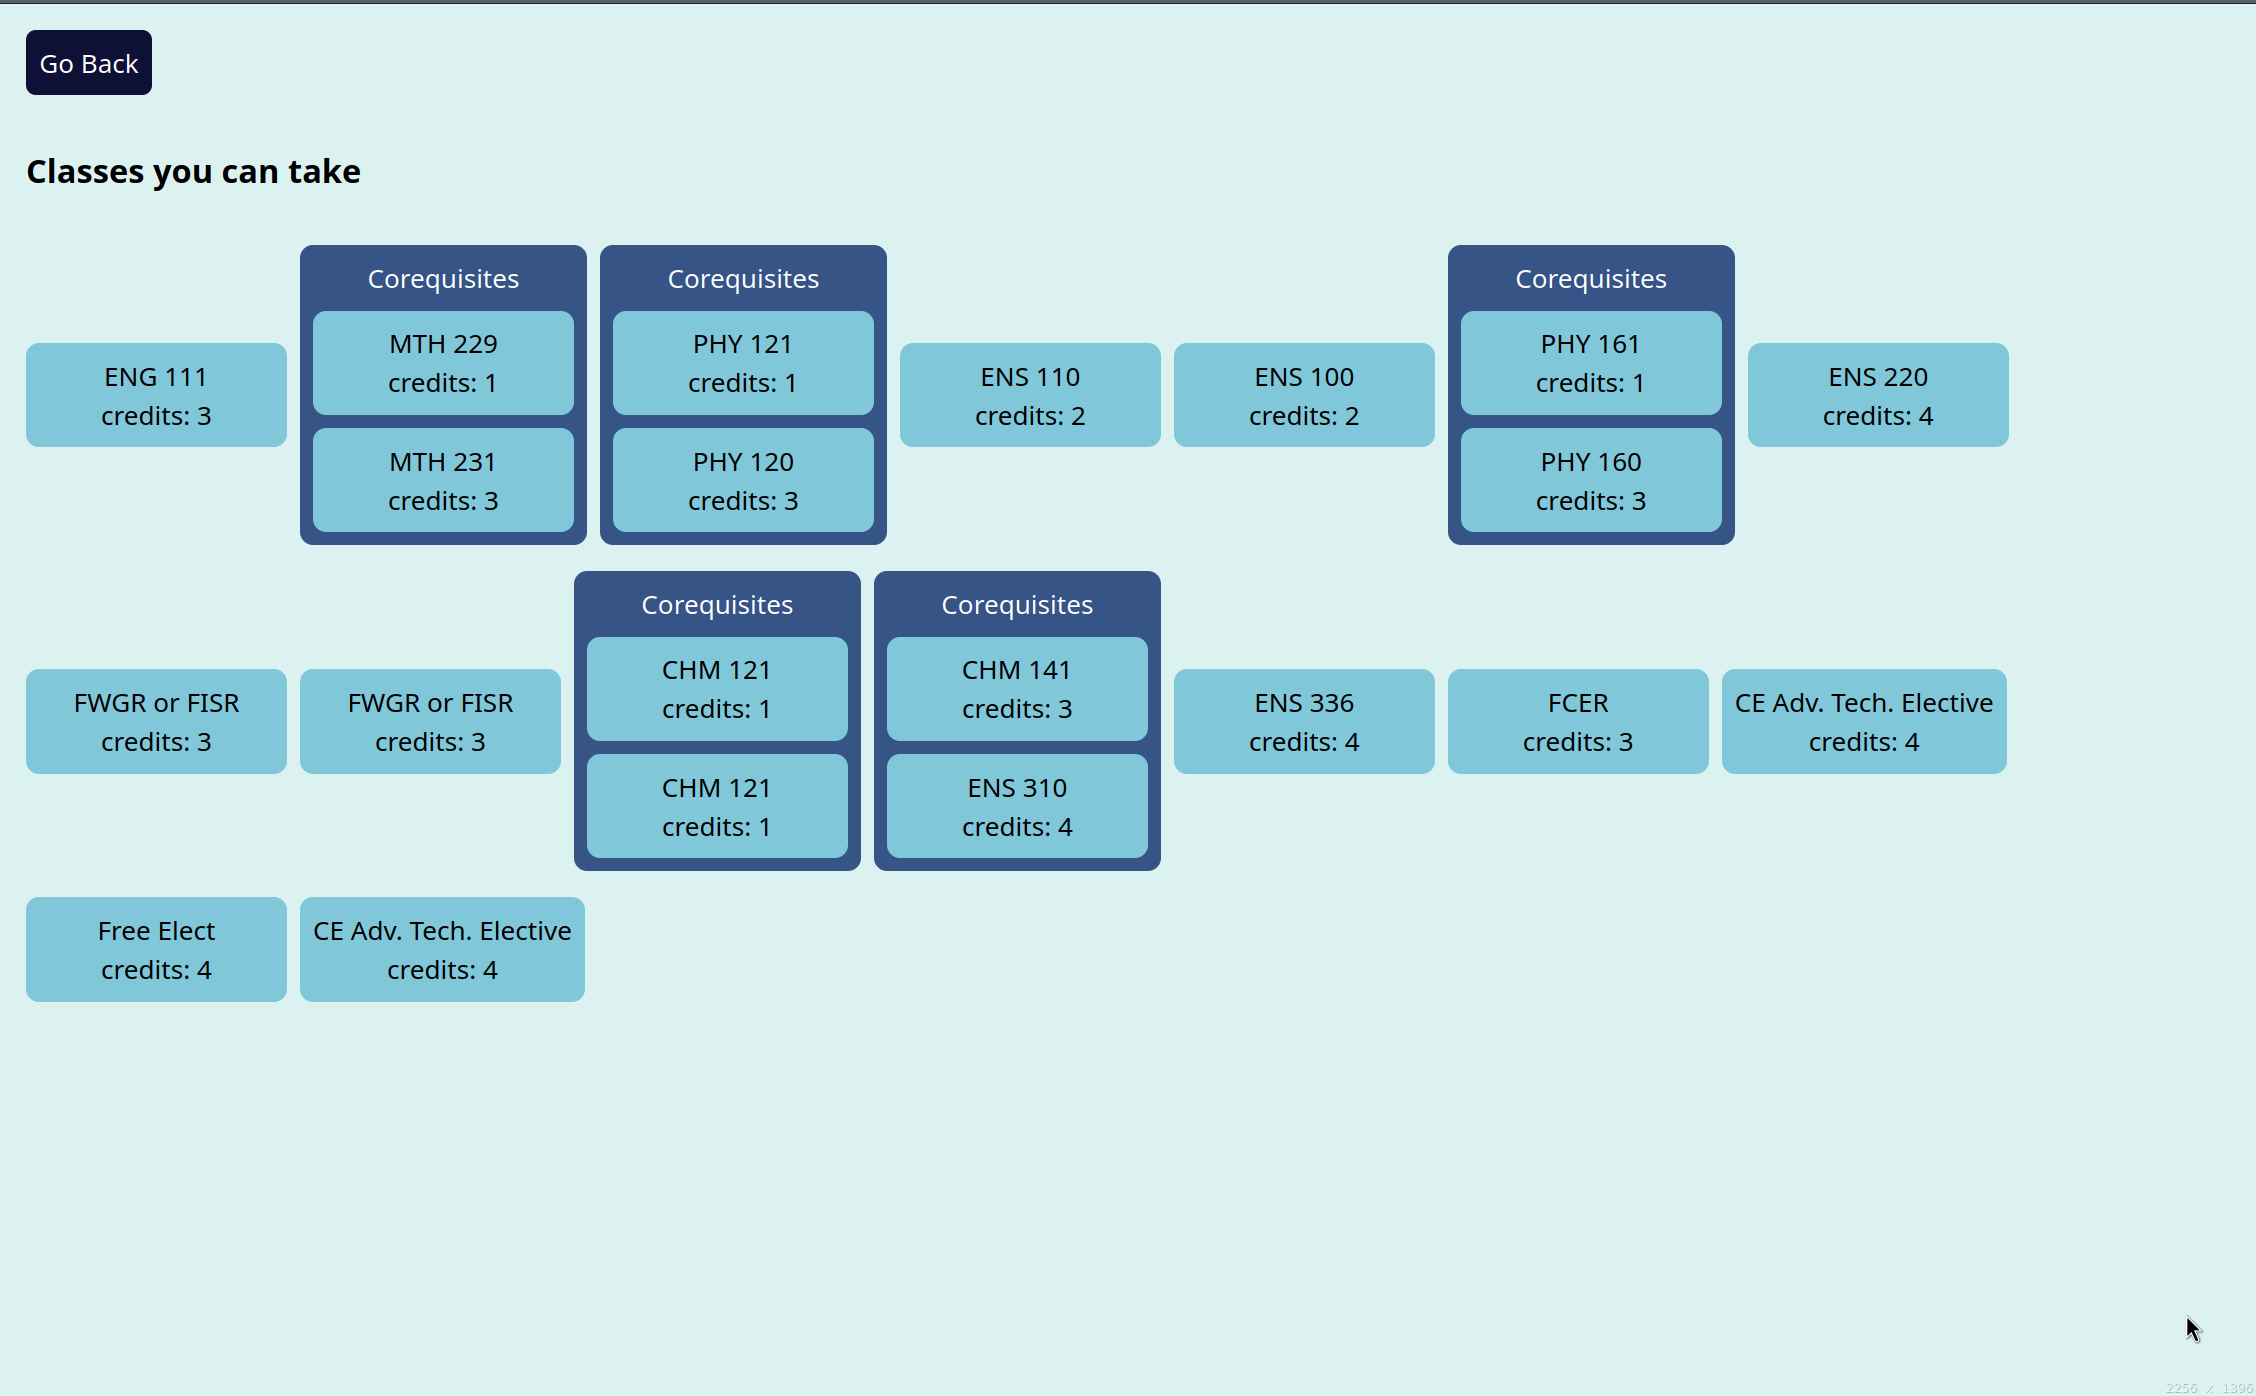 Go Back
Classes you can take
ENG 111
credits: 3
Corequisites
MTH 229
credits: 1
MTH 231
credits: 3
Corequisites
PHY 121
credits: 1
PHY 120
credits: 3
ENS 110
credits: 2
ENS 100
credits: 2
Corequisites
PHY 161
credits: 1
PHY 160
credits: 3
ENS 220
credits: 4
FWGR or FISR
credits: 3
FWGR or FISR
credits: 3
Corequisites
CHM 121
credits: 1
CHM 121
credits: 1
Corequisites
CHM 141
credits: 3
ENS 310
credits: 4
ENS 336
credits: 4
FCER
credits: 3
CE Adv. Tech. Elective
credits: 4
Free Elect
credits: 4
CE Adv. Tech. Elective
credits: 4
2256 x 1396